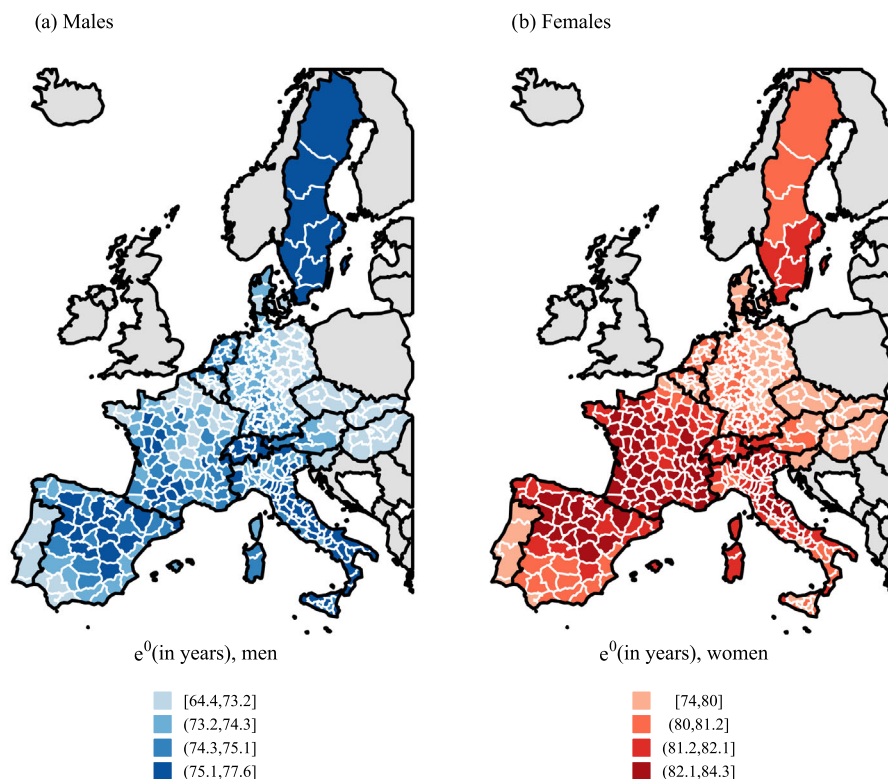 (a) Males
(b) Females
e⁰(in years), men
e⁰(in years), women
[64.4,73.2]
(73.2,74.3]
(74.3,75.1]
(75.1,77.6]
[74,80]
(80,81.2]
(81.2,82.1]
(82.1,84.3]